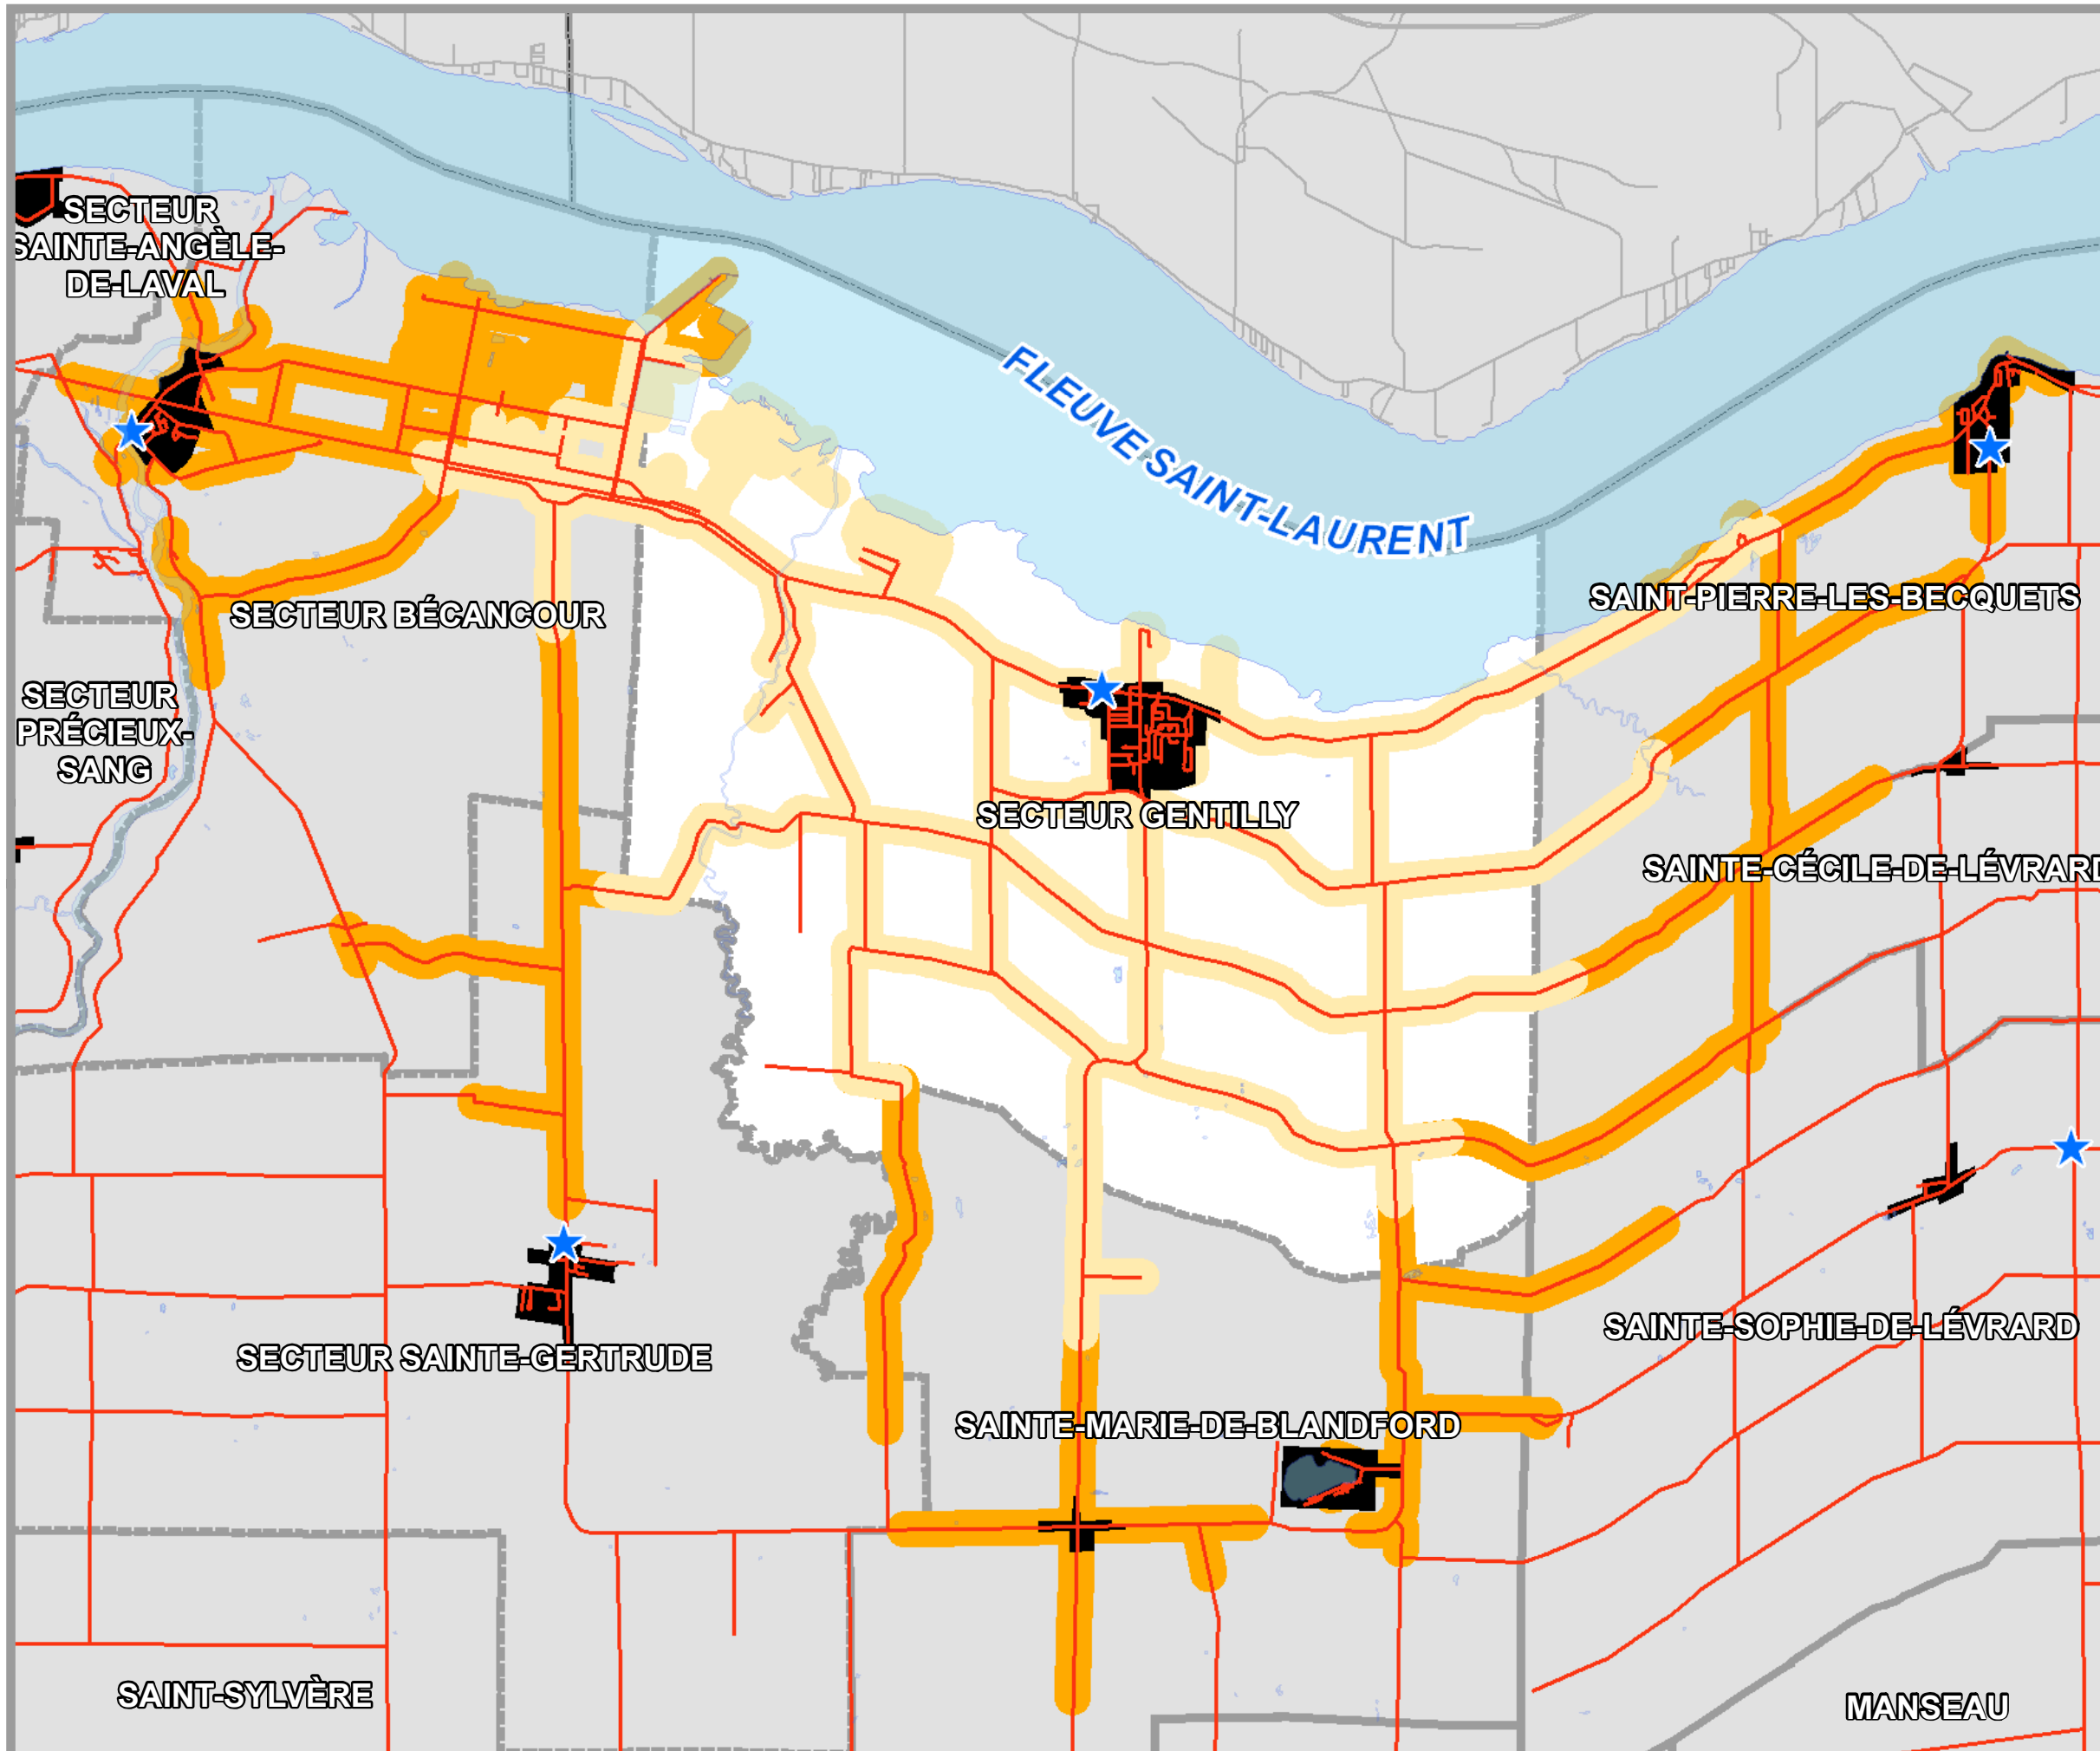 SECTEUR
SAINTE-ANGÈLE-
DE-LAVAL
FLEUVE SAINT-LAURENT
SAINT-PIERRE-LES-BECQUETS
SECTEUR BÉCANCOUR
SECTEUR
PRÉCIEUX-
SANG
SECTEUR GENTILLY
SAINTE-CÉCILE-DE-LÉVRARD
SAINTE-SOPHIE-DE-LÉVRARD
SECTEUR SAINTE-GERTRUDE
SAINTE-MARIE-DE-BLANDFORD
SAINT-SYLVÈRE
MANSEAU